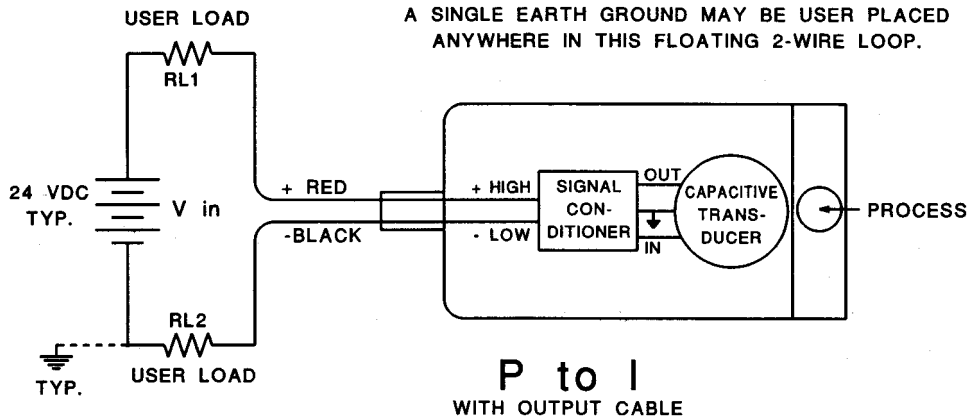 USER LOAD
RL1
A SINGLE EARTH GROUND MAY BE USER PLACED
ANYWHERE IN THIS FLOATING 2-WIRE LOOP.
24 VDC
TYP.
V in
+ RED
-BLACK
+ HIGH
- LOW
SIGNAL
CON-
DITIONER
OUT
IN
CAPACITIVE
TRANS-
DUCER
PROCESS
RL2
USER LOAD
TYP.
P to I
WITH OUTPUT CABLE